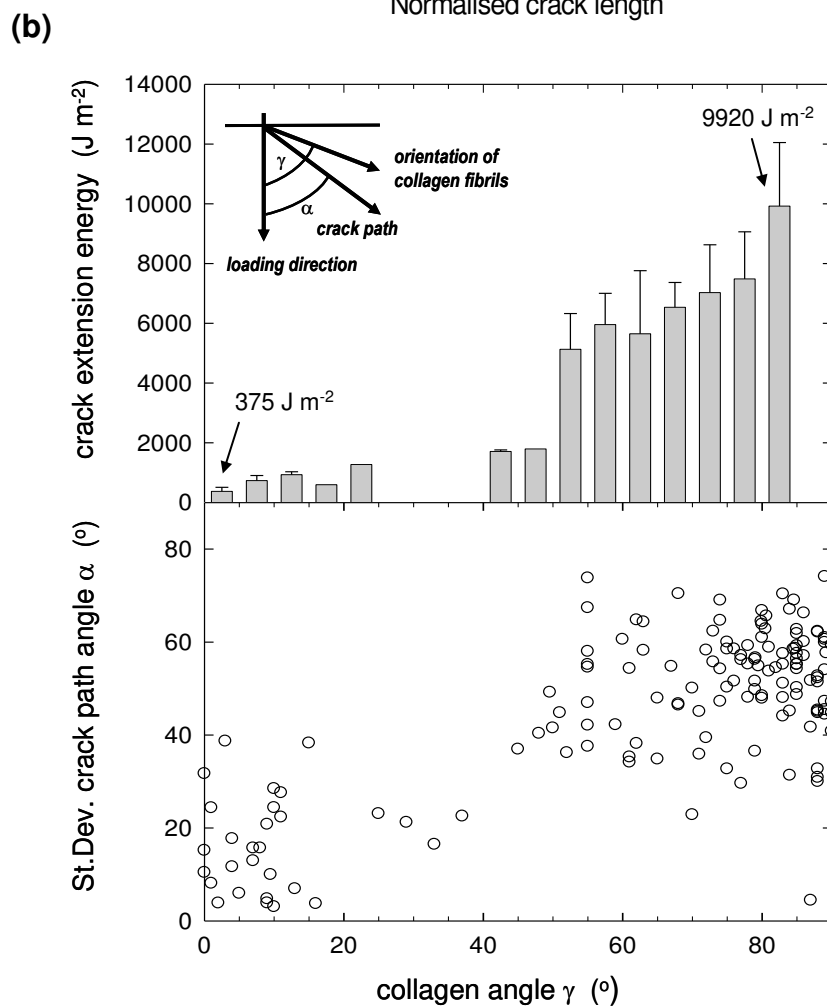 Normalised crack length
(b)
14000
12000
10000
8000
6000
4000
2000
0
crack extension energy (J m-2)
γ
α
orientation of
collagen fibrils
crack path
loading direction
375 J m-2
9920 J m-2
80
60
40
20
0
St.Dev. crack path angle α (o)
0 20 40 60 80
collagen angle γ (o)